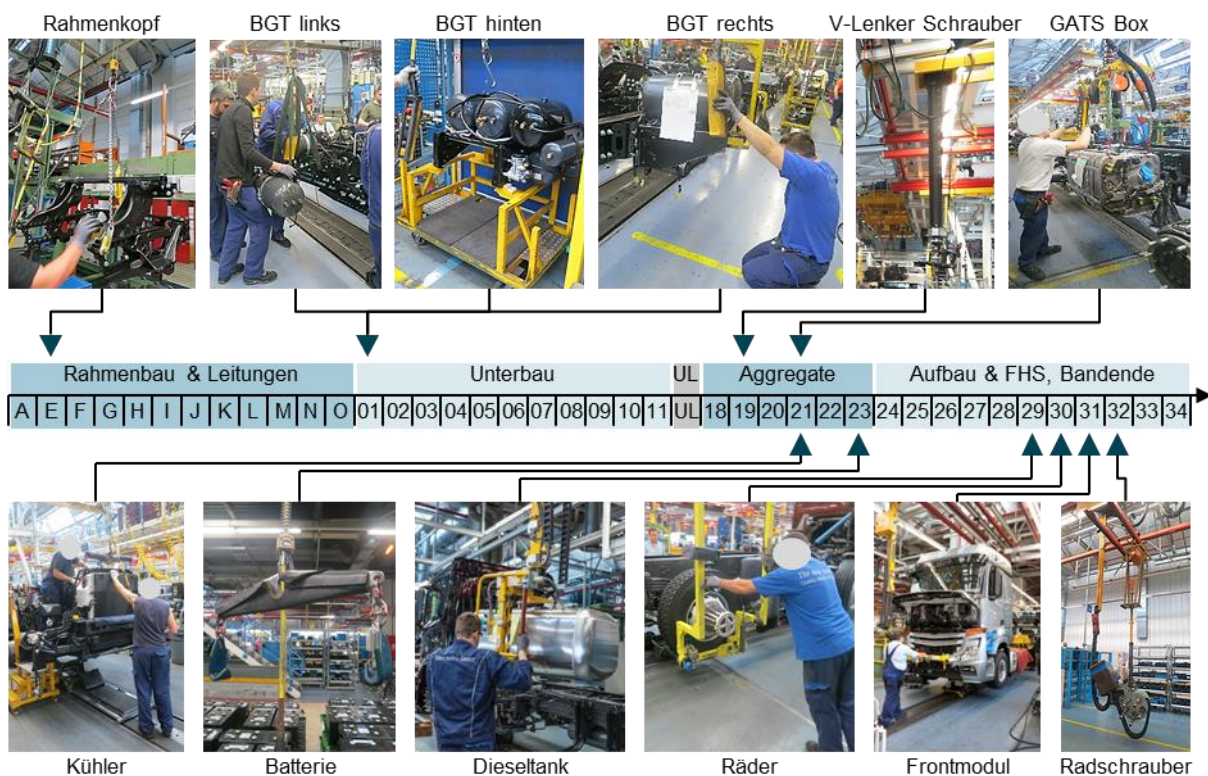 Rahmenkopf BGT links BGT hinten BGT rechts V-Lenker Schrauber GATS Box
Rahmenbau & Leitungen Unterbau UL Aggregate Aufbau & FHS, Bandende
A E F G H I J K L M N O 01 02 03 04 05 06 07 08 09 10 11 UL 18 19 20 21 22 23 24 25 26 27 28 29 30 31 32 33 34
Kühler Batterie Dieseltank Räder Frontmodul Radschrauber